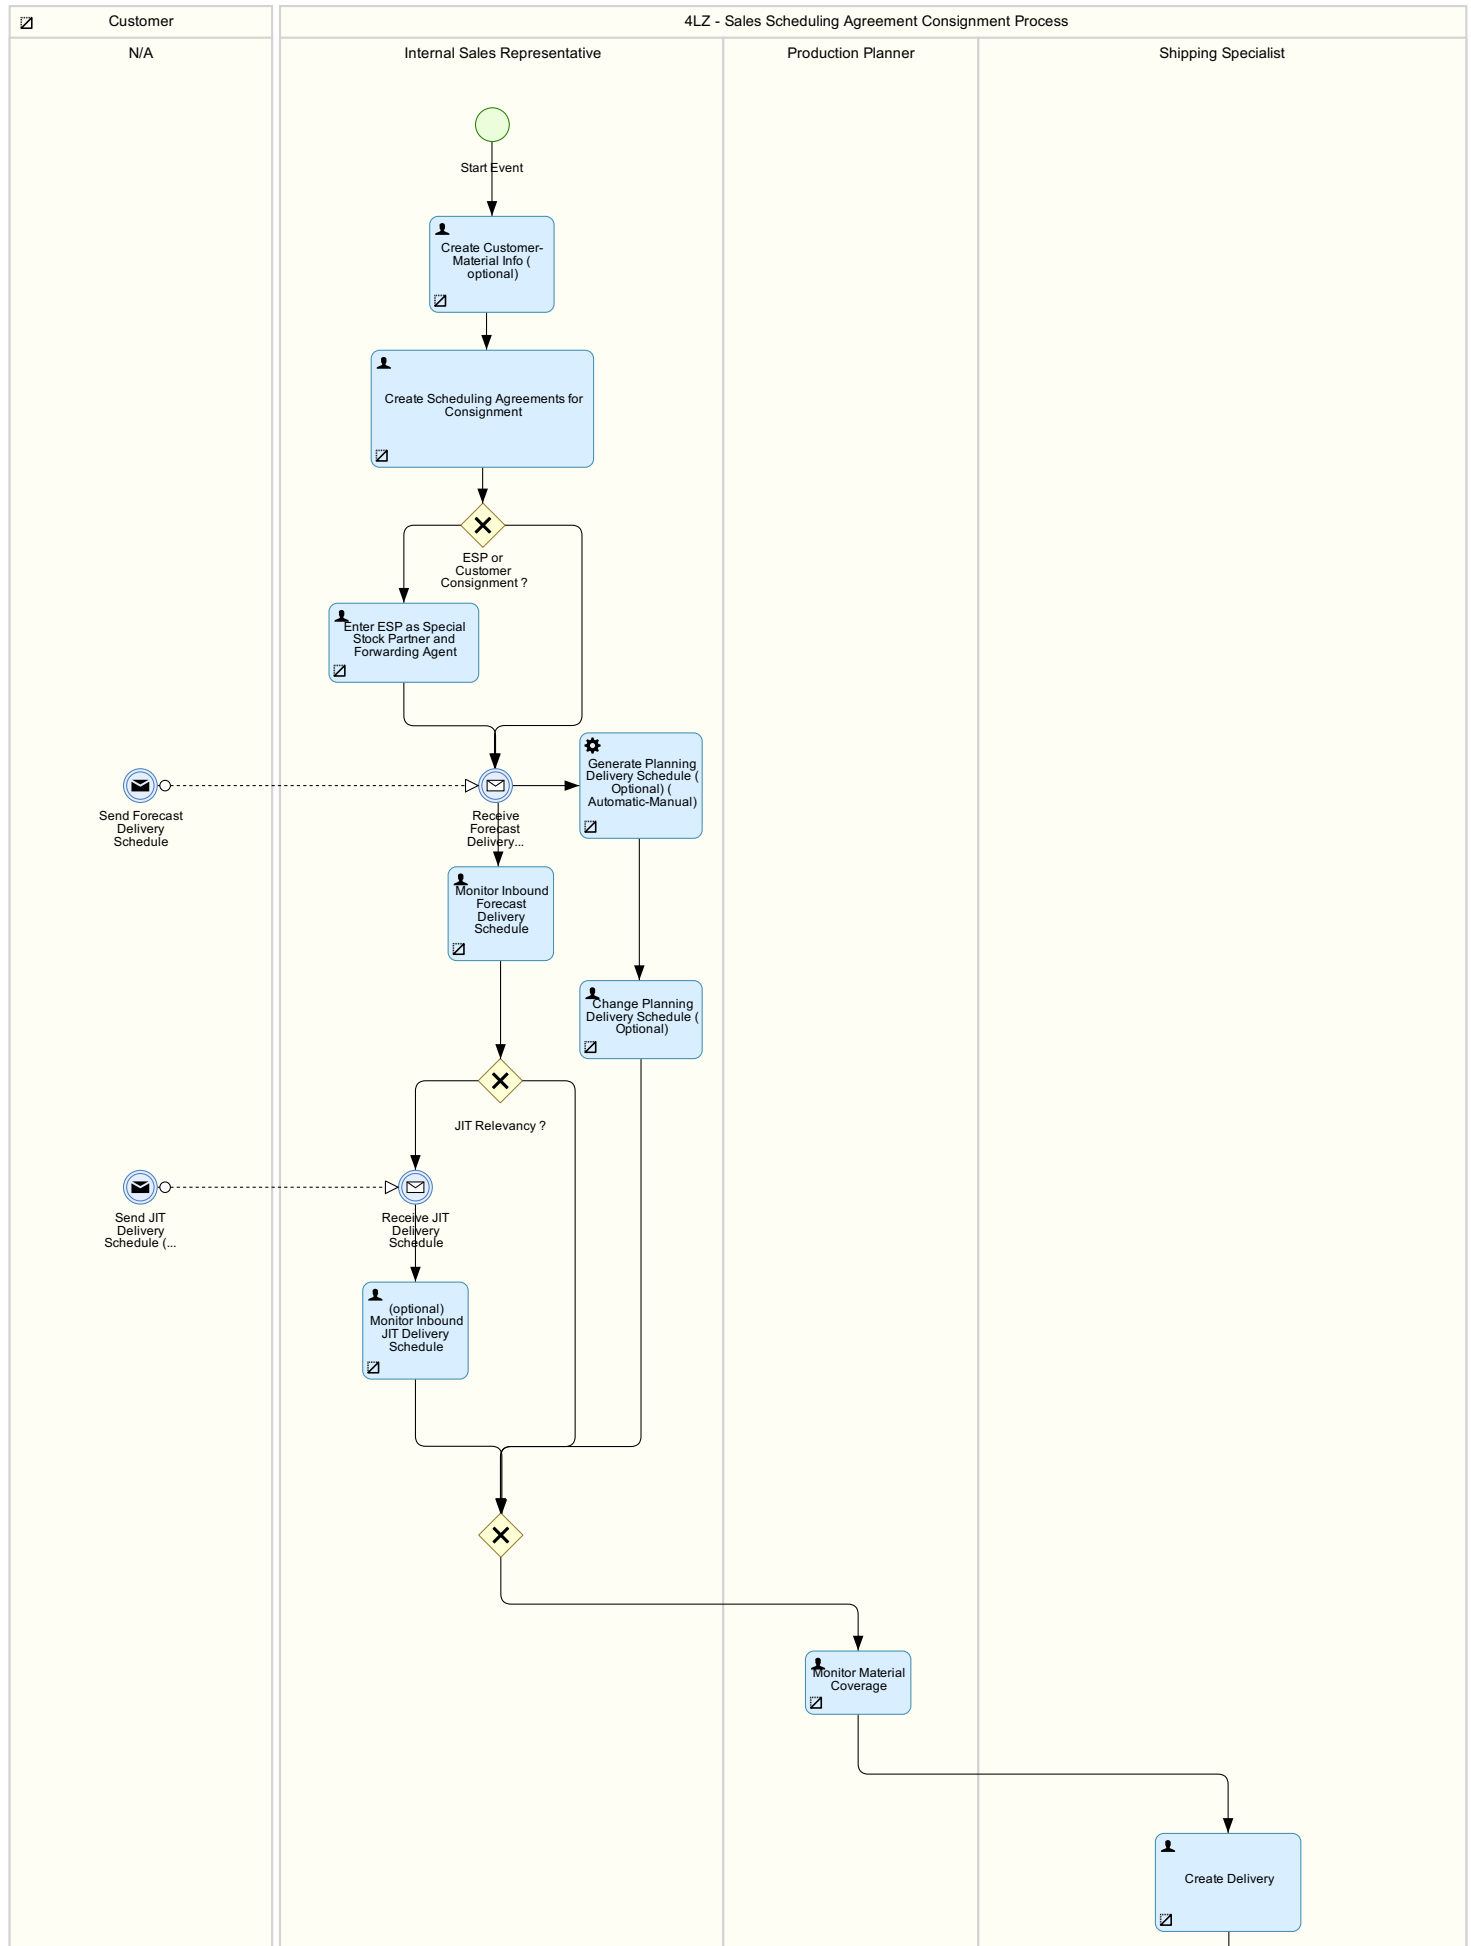 Customer
4LZ - Sales Scheduling Agreement Consignment Process
N/A
Internal Sales Representative
Production Planner
Shipping Specialist
Start Event
Create Customer-
Material Info (
optional)
Create Scheduling Agreements for
Consignment
ESP or
Customer
Consignment ?
Enter ESP as Special
Stock Partner and
Forwarding Agent
Generate Planning
Delivery Schedule (
Optional) (
Automatic-Manual)
Send Forecast
Delivery
Schedule
Receive
Forecast
Delivery...
Monitor Inbound
Forecast
Delivery
Schedule
Change Planning
Delivery Schedule (
Optional)
JIT Relevancy ?
Send JIT
Delivery
Schedule (...
Receive JIT
Delivery
Schedule
(optional)
Monitor Inbound
JIT Delivery
Schedule
Monitor Material
Coverage
Create Delivery